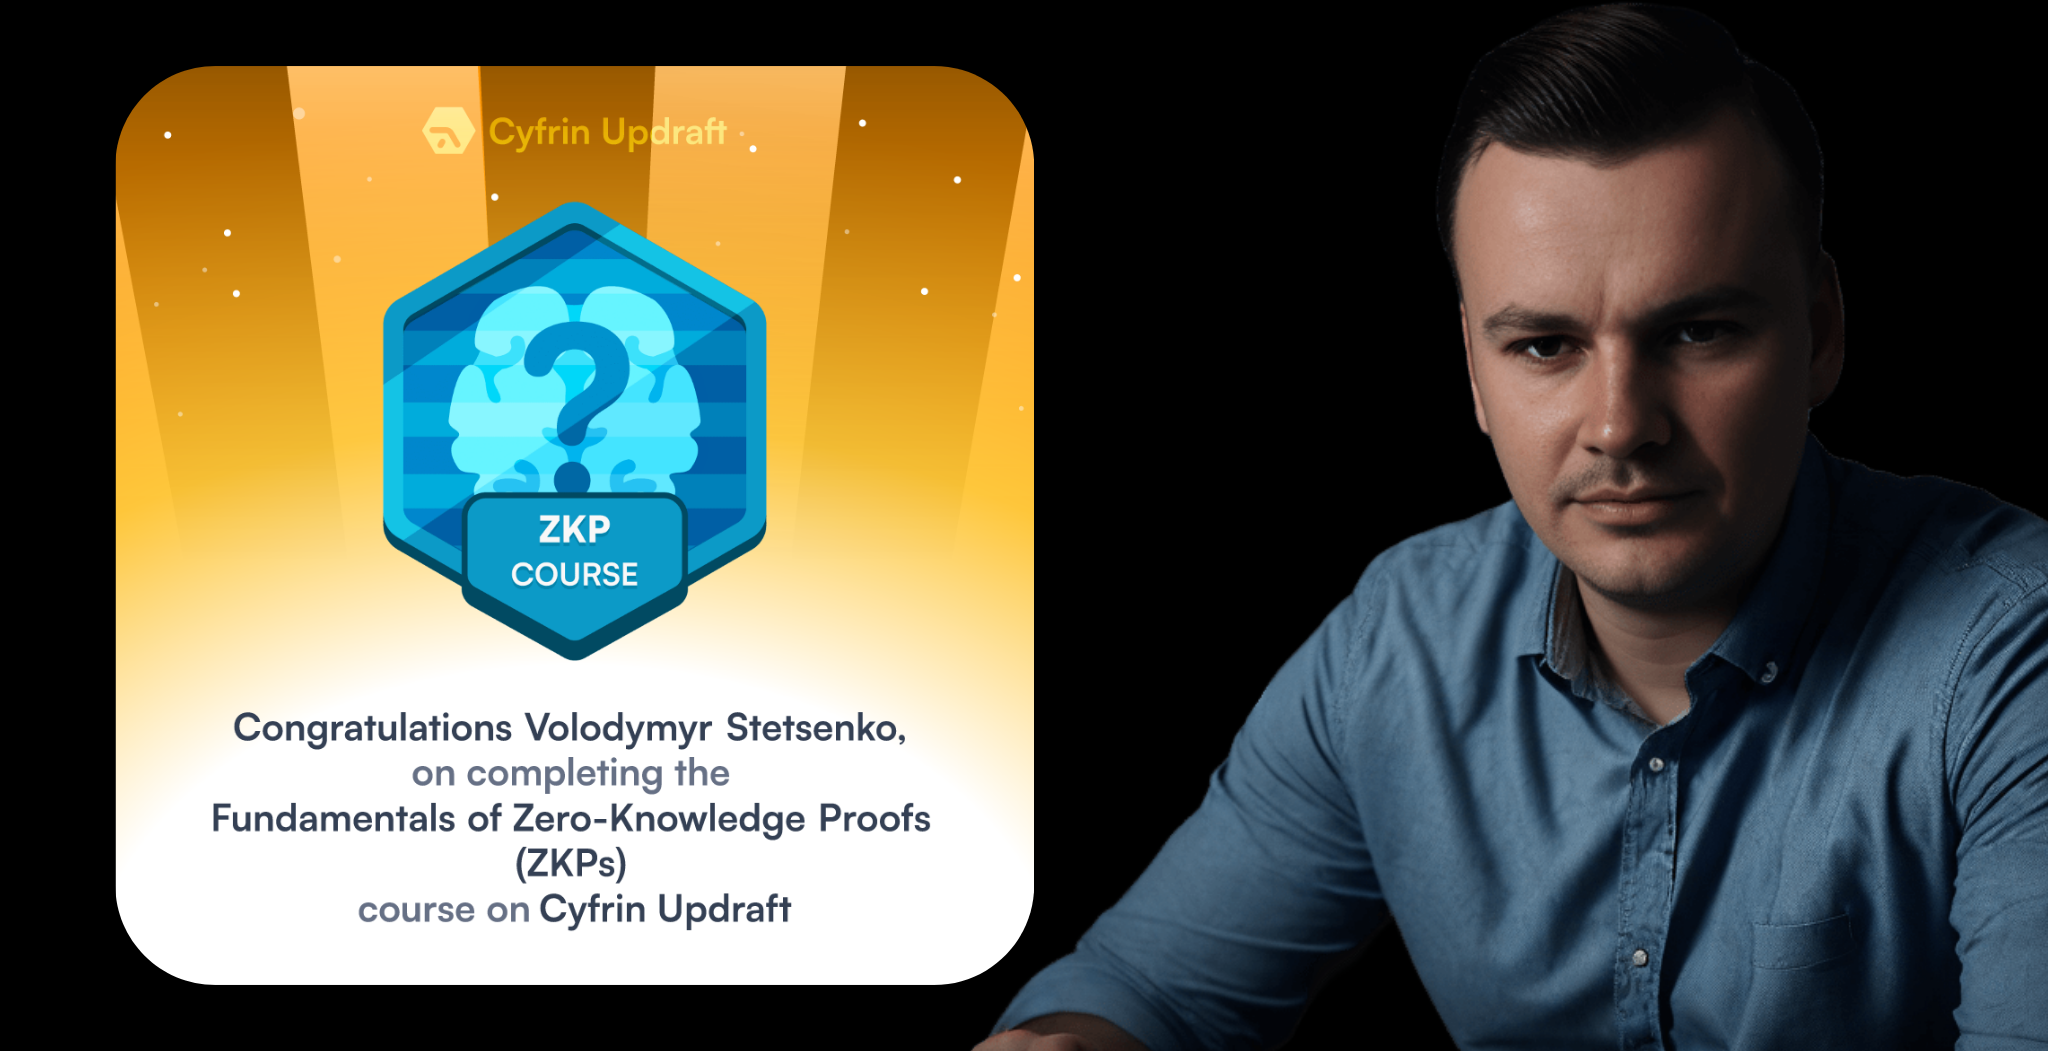 Cyfrin Updraft
?
ZKP
COURSE
Congratulations Volodymyr Stetsenko,
on completing the
Fundamentals of Zero-Knowledge Proofs
(ZKPs)
course on Cyfrin Updraft